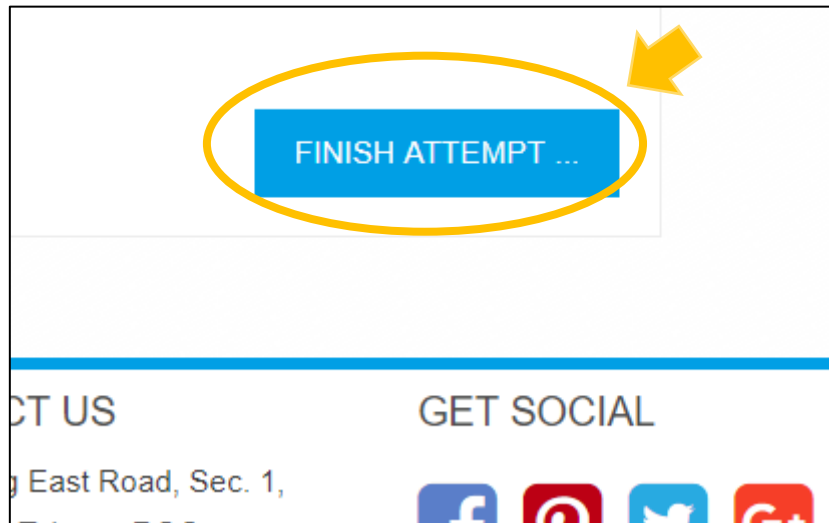 FINISH ATTEMPT ...
CT US
GET SOCIAL
East Road, Sec. 1,